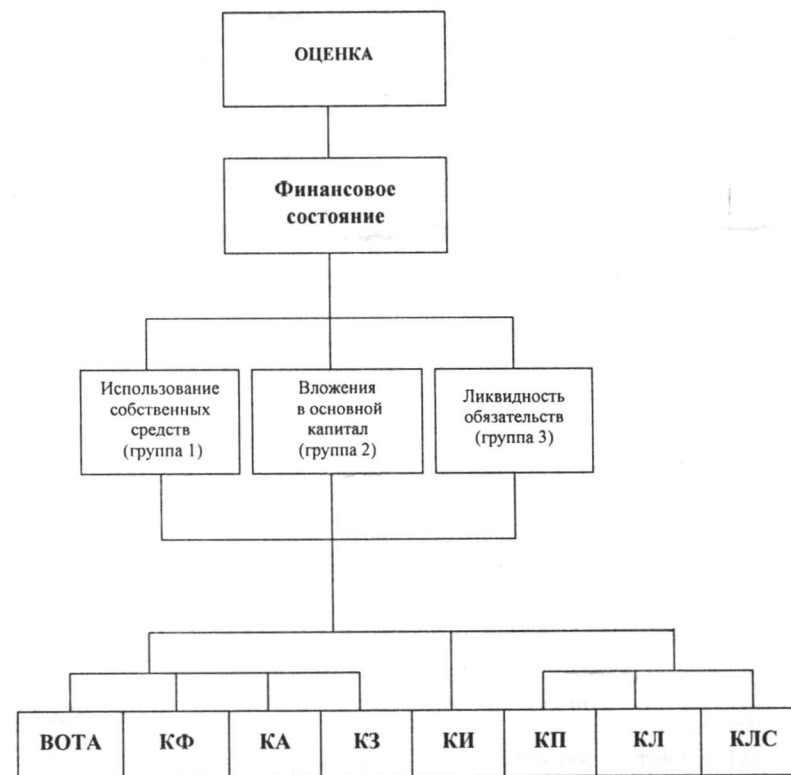 ОЦЕНКА
Финансовое
состояние
Использование
собственных
средств
(группа 1)
Вложения
в основной
капитал
(группа 2)
Ликвидность
обязательств
(группа 3)
ВОТА КФ КА КЗ КИ КП КЛ КЛС